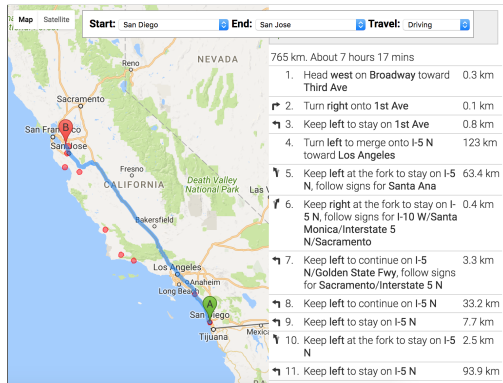 Map Satellite Start: San Diego End: San Jose Travel: Driving
NEVADA
Reno
Sacramento
San Francisco
B
San Jose
Fresno
CALIFORNIA
Death Valley
National Park
Las
Bakersfield
Los Angeles
Anaheim
Long Beach
A
San Diego
Tijuana
Mexica
765 km. About 7 hours 17 mins
1. Head west on Broadway toward 0.3 km
Third Ave
2. Turn right onto 1st Ave 0.1 km
3. Keep left to stay on 1st Ave 0.8 km
4. Turn left to merge onto I-5 N 123 km
toward Los Angeles
5. Keep left at the fork to stay on I-5 63.4 km
N, follow signs for Santa Ana
6. Keep right at the fork to stay on I- 0.4 km
5 N, follow signs for I-10 W/Santa
Monica/Interstate 5
N/Sacramento
7. Keep left to continue on I-5 3.3 km
N/Golden State Fwy, follow signs
for Sacramento/Interstate 5 N
8. Keep left to continue on I-5 N 33.2 km
9. Keep left to stay on I-5 N 7.7 km
10. Keep left at the fork to stay on I-5 2.5 km
N
11. Keep left to stay on I-5 N 93.9 km